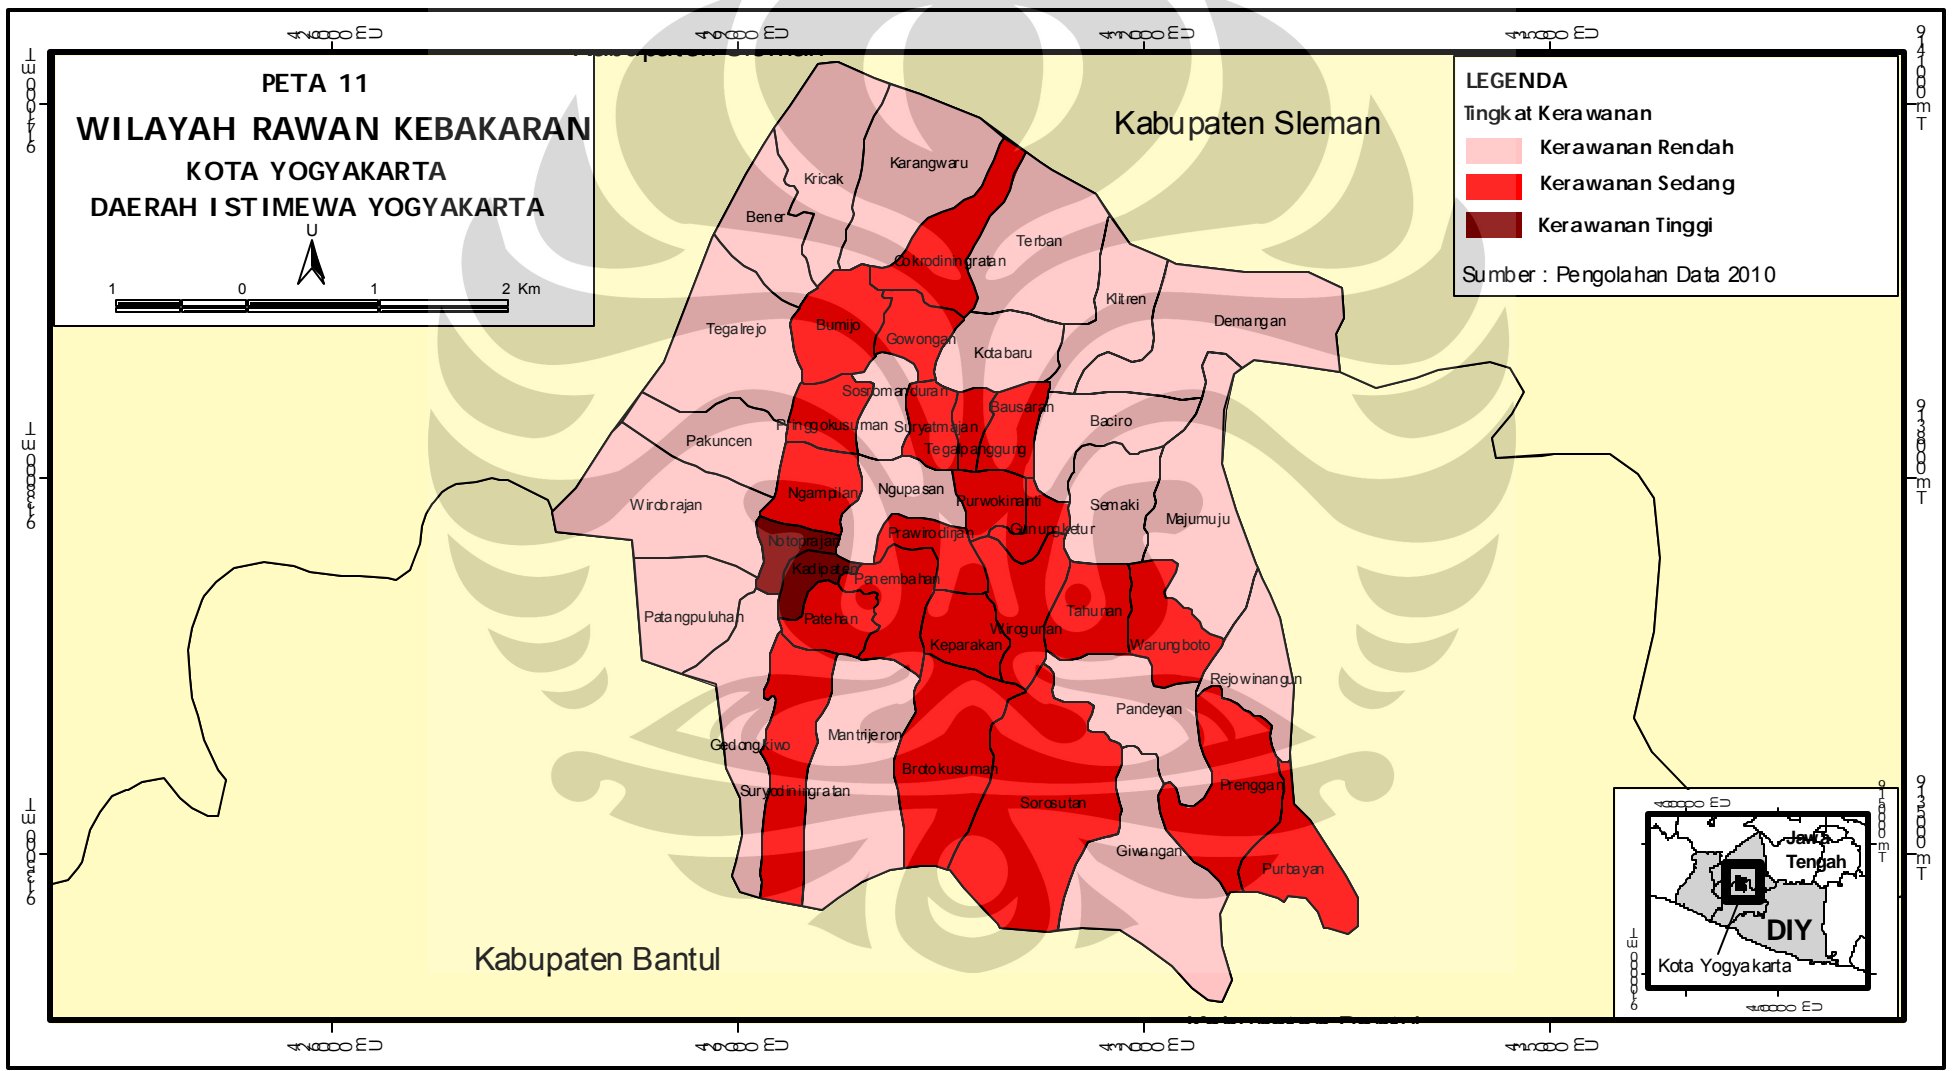 PETA 11
WILAYAH RAWAN KEBAKARAN
KOTA YOGYAKARTA
DAERAH ISTIMEWA YOGYAKARTA
U
1 0 1 2 Km
Kabupaten Sleman
LEGENDA
Tingkat Kerawanan
Kerawanan Rendah
Kerawanan Sedang
Kerawanan Tinggi
Sumber : Pengolahan Data 2010
Karangwaru
Kricak
Bener
Terban
Cokrodiningratan
Klitren
Demangan
Tegalrejo
Bumijo
Gowongan
Kotabaru
Sosromanduran
Bausaran
Baciro
Pringgokusuman
Suryatmajan
Pakuncen
Tegalpanggung
Ngampilan
Ngupasan
Purwokinanti
Wirobrajan
Semaki
Majumuju
Gunungketur
Prawirodirjan
Notoprajan
Kadipaten
Panembahan
Patangpuluhan
Patehan
Tahunan
Wirogunan
Keparakan
Warungboto
Rejowinangun
Pandeyan
Mantrijeron
Gedongkiwo
Brotokusuman
Prenggan
Suryodiningratan
Sorosutan
Giwangan
Purbayan
Kabupaten Bantul
Jawa
Tengah
DIY
Kota Yogyakarta